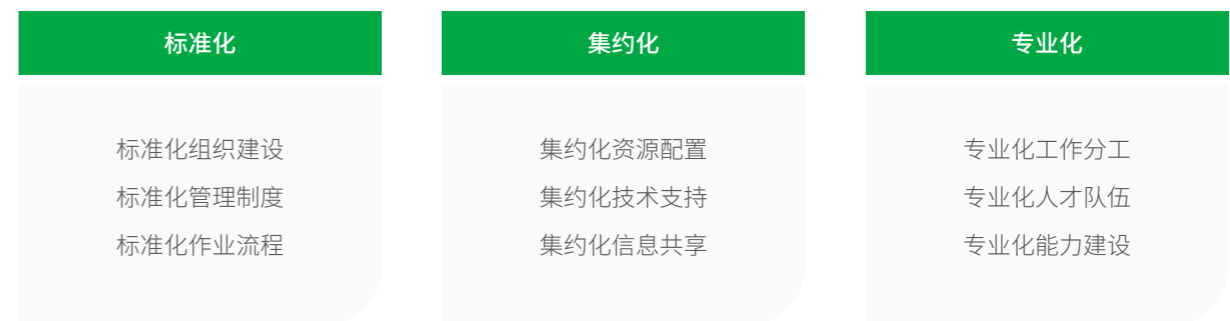 标准化
标准化组织建设
标准化管理制度
标准化作业流程
集约化
集约化资源配置
集约化技术支持
集约化信息共享
专业化
专业化工作分工
专业化人才队伍
专业化能力建设